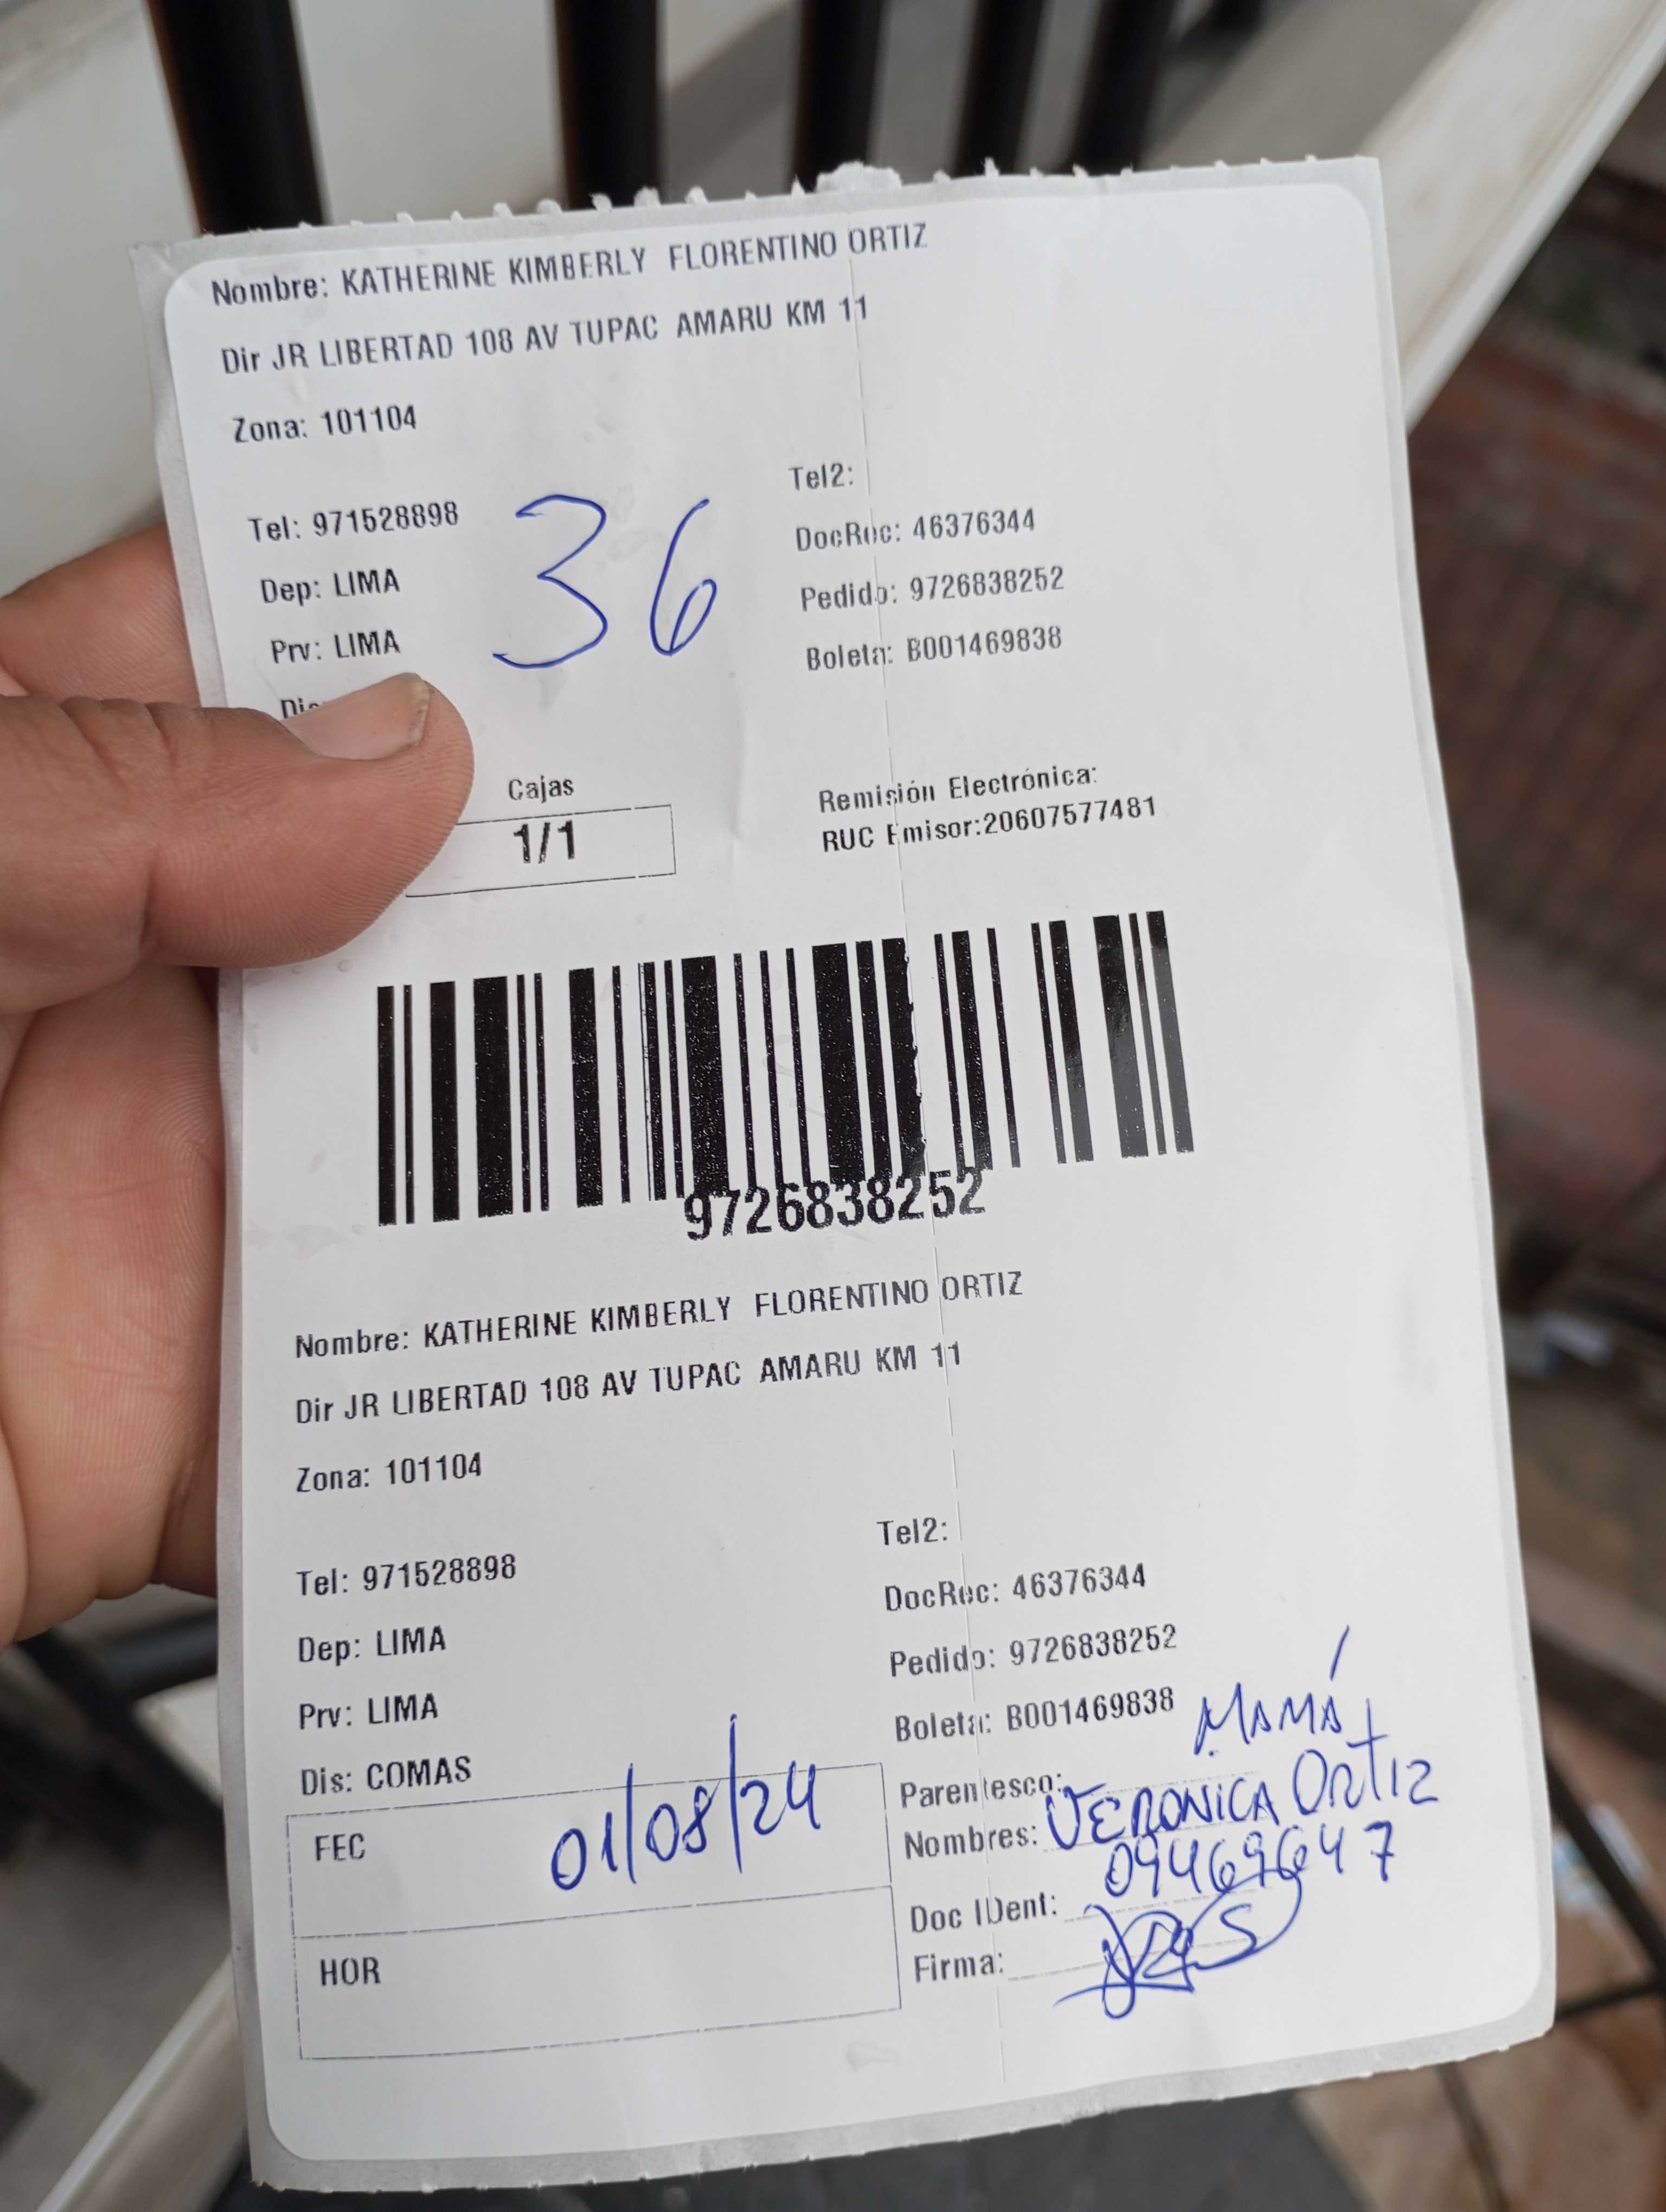 Nombre: KATHERINE KIMBERLY FLORENTINO ORTIZ
Dir JR LIBERTAD 108 AV TUPAC AMARU KM 11
Zona: 101104
Tel2:
Tel: 971528898
36
DocRec: 46376344
Dep: LIMA
Pedido: 9726838252
Prv: LIMA
Boleta: B001469838
Cajas
1/1
Remisión Electrónica:
RUC Emisor:20607577481
9726838252
Nombre: KATHERINE KIMBERLY FLORENTINO ORTIZ
Dir JR LIBERTAD 108 AV TUPAC AMARU KM 11
Zona: 101104
Tel2:
Tel: 971528898
DocRec: 46376344
Dep: LIMA
Pedido: 9726838252
Prv: LIMA
Boleta: B001469838
Dis: COMAS
Parentesco: MAMÁ
FEC 01/08/24
Nombres: VERONICA ORTIZ
Doc IDent: 09469647
HOR
Firma: